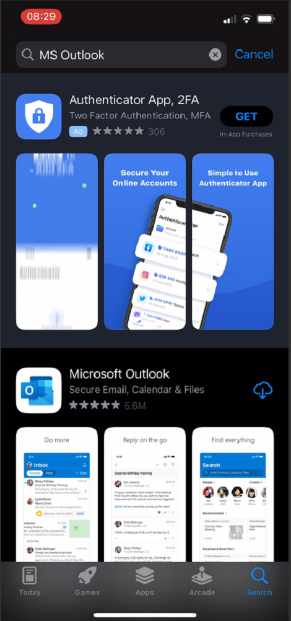 08:29
MS Outlook
Cancel
Authenticator App, 2FA
Two Factor Authentication, MFA
Ad
306
GET
In-App Purchases
Secure Your
Online Accounts
Authenticator
Simple to Use
Authenticator App
Microsoft Outlook
Secure Email, Calendar & Files
5.6M
Do more
Reply on the go
Find everything
Inbox
Search
Today
Games
Apps
Arcade
Search